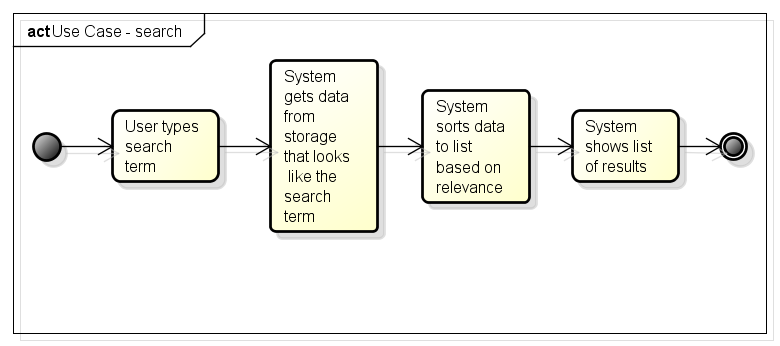 act Use Case - search
User types
search
term
System
gets data
from
storage
that looks
like the
search
term
System
sorts data
to list
based on
relevance
System
shows list
of results